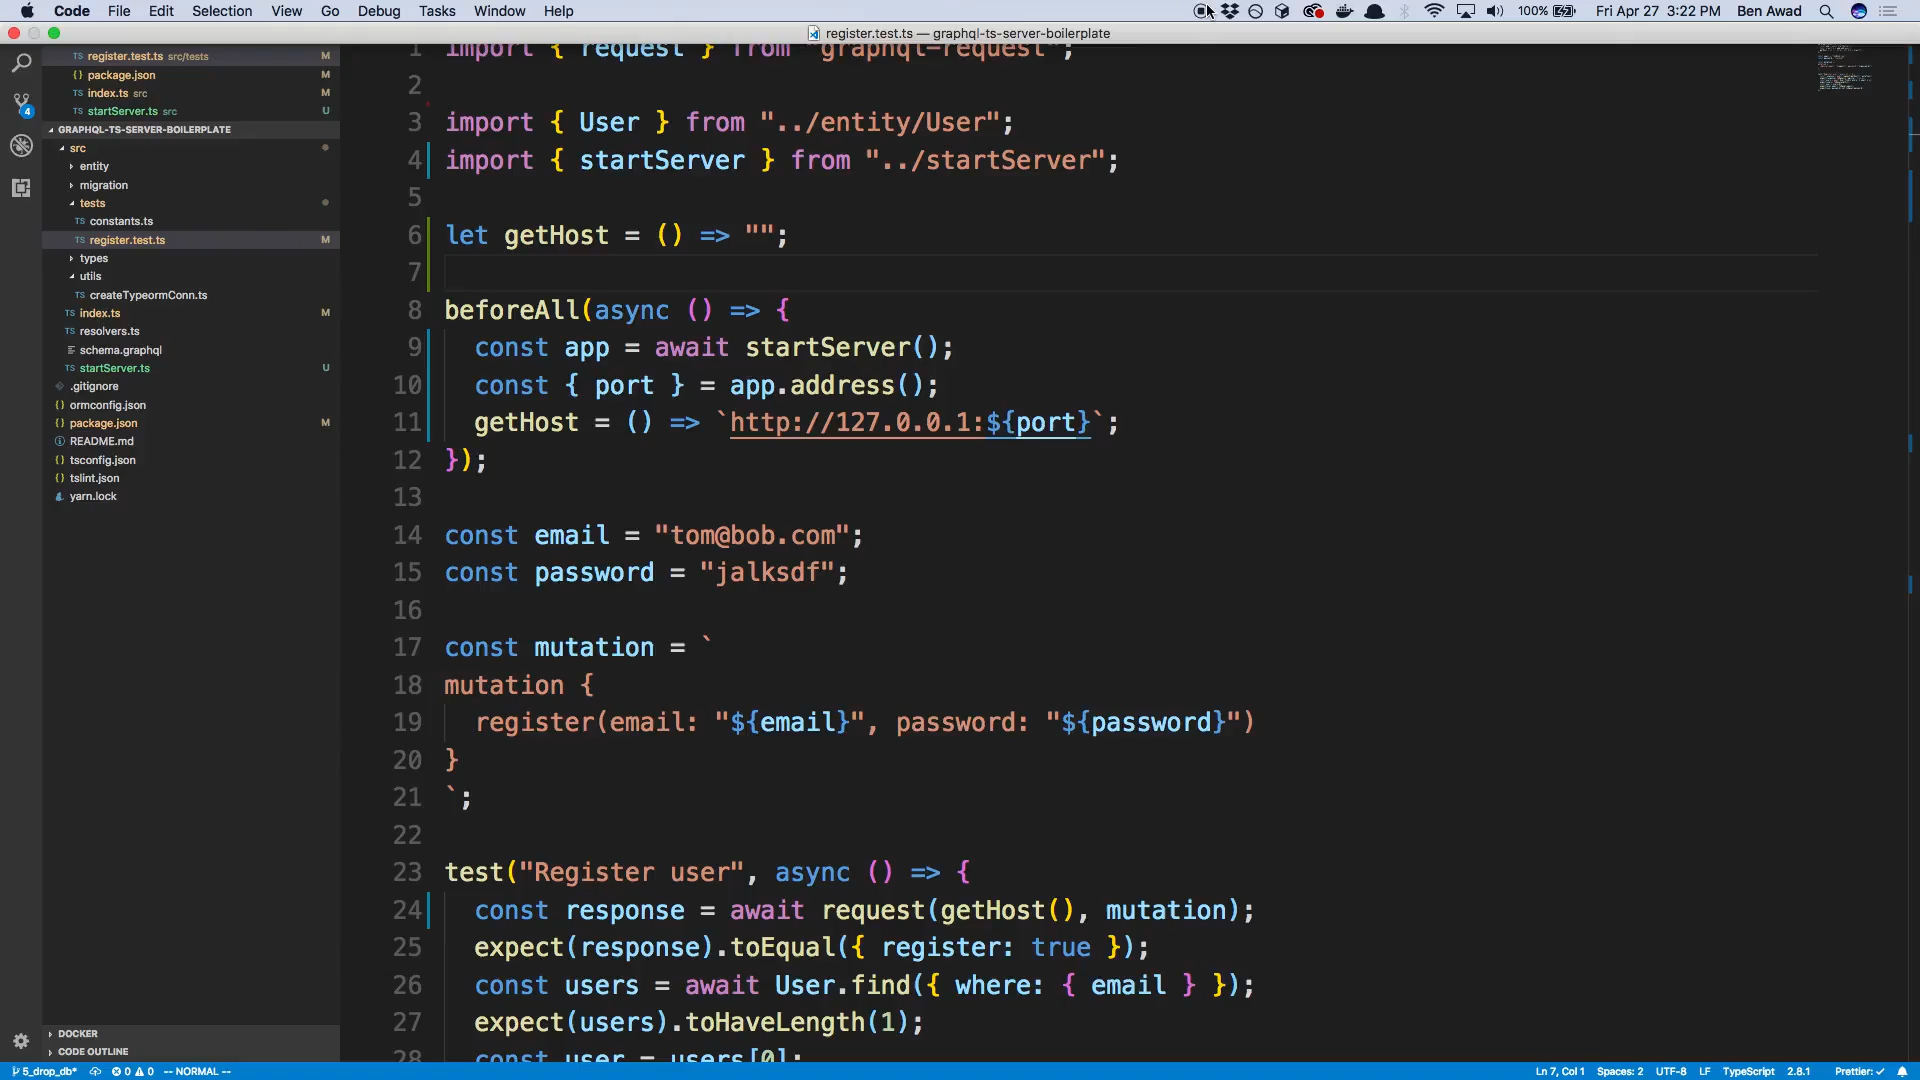 Code File Edit Selection View Go Debug Tasks Window Help 100% Fri Apr 27 3:22 PM Ben Awad
register.test.ts — graphql-ts-server-boilerplate
TS register.test.ts src/tests M
{} package.json M
TS index.ts src M
TS startServer.ts src U
4
GRAPHQL-TS-SERVER-BOILERPLATE
src
entity
migration
tests
TS constants.ts
TS register.test.ts M
types
utils
TS createTypeormConn.ts
TS index.ts M
TS resolvers.ts
schema.graphql
TS startServer.ts U
.gitignore
{} ormconfig.json
{} package.json M
README.md
{} tsconfig.json
{} tslint.json
yarn.lock
DOCKER
CODE OUTLINE
1 import { request } from "graphql-request";
2
3 import { User } from "../entity/User";
4 import { startServer } from "../startServer";
5
6 let getHost = () => "";
7
8 beforeAll(async () => {
9 const app = await startServer();
10 const { port } = app.address();
11 getHost = () => `http://127.0.0.1:${port}`;
12 });
13
14 const email = "tom@bob.com";
15 const password = "jalksdf";
16
17 const mutation = `
18 mutation {
19 register(email: "${email}", password: "${password}")
20 }
21 `;
22
23 test("Register user", async () => {
24 const response = await request(getHost(), mutation);
25 expect(response).toEqual({ register: true });
26 const users = await User.find({ where: { email } });
27 expect(users).toHaveLength(1);
28 const user = users[0];
5_drop_db* 0 0 -- NORMAL -- Ln 7, Col 1 Spaces: 2 UTF-8 LF TypeScript 2.8.1 Prettier: ✓